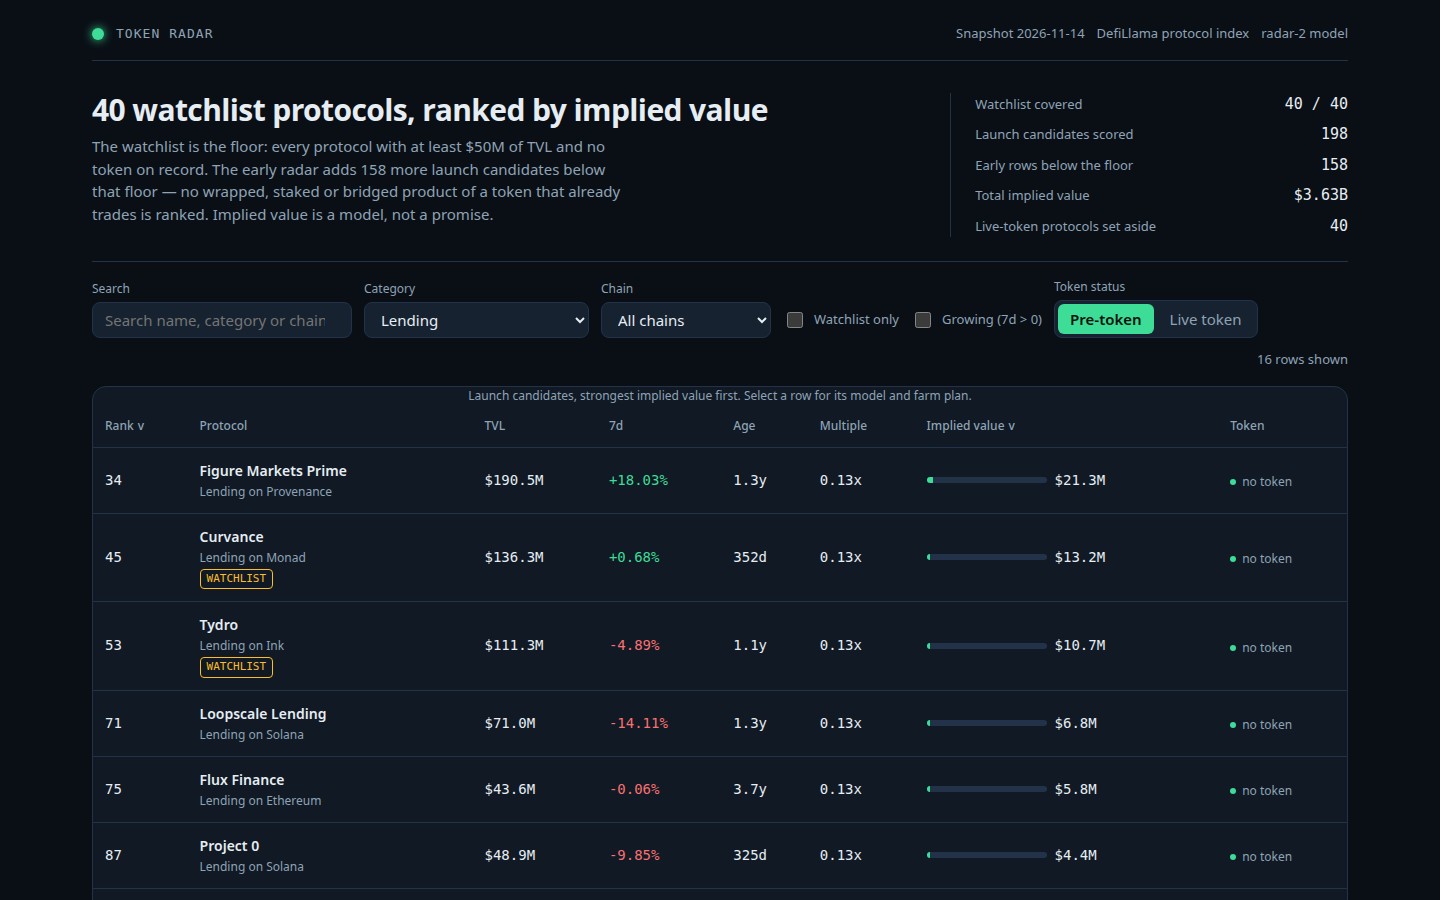 TOKEN RADAR
Snapshot 2026-11-14 DefiLlama protocol index radar-2 model
40 watchlist protocols, ranked by implied value
The watchlist is the floor: every protocol with at least $50M of TVL and no
token on record. The early radar adds 158 more launch candidates below
that floor — no wrapped, staked or bridged product of a token that already
trades is ranked. Implied value is a model, not a promise.
Watchlist covered 40 / 40
Launch candidates scored 198
Early rows below the floor 158
Total implied value $3.63B
Live-token protocols set aside 40
Search
Category
Chain
Token status
Search name, category or chain
Lending
All chains
Watchlist only
Growing (7d > 0)
Pre-token
Live token
16 rows shown
Launch candidates, strongest implied value first. Select a row for its model and farm plan.
Rank v Protocol TVL 7d Age Multiple Implied value v Token
34 Figure Markets Prime $190.5M +18.03% 1.3y 0.13x $21.3M no token
Lending on Provenance
45 Curvance $136.3M +0.68% 352d 0.13x $13.2M no token
Lending on Monad
WATCHLIST
53 Tydro $111.3M -4.89% 1.1y 0.13x $10.7M no token
Lending on Ink
WATCHLIST
71 Loopscale Lending $71.0M -14.11% 1.3y 0.13x $6.8M no token
Lending on Solana
75 Flux Finance $43.6M -0.06% 3.7y 0.13x $5.8M no token
Lending on Ethereum
87 Project 0 $48.9M -9.85% 325d 0.13x $4.4M no token
Lending on Solana